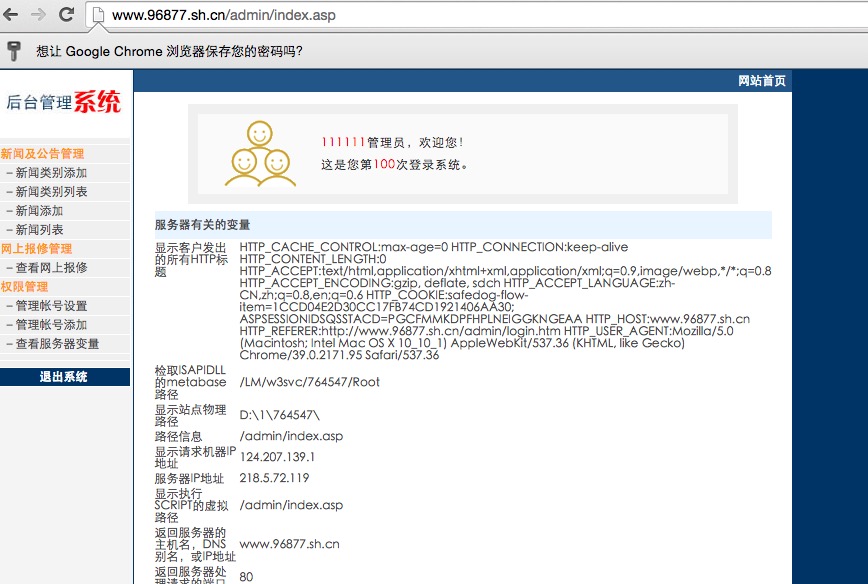 www.96877.sh.cn/admin/index.asp
想让 Google Chrome 浏览器保存您的密码吗?
网站首页
后台管理系统
111111管理员，欢迎您！
这是您第100次登录系统。
新闻及公告管理
–新闻类别添加
–新闻类别列表
–新闻添加
–新闻列表
网上报修管理
–查看网上报修
权限管理
–管理帐号设置
–管理帐号添加
–查看服务器变量
退出系统
服务器有关的变量
显示客户发出
的所有HTTP标
题
HTTP_CACHE_CONTROL:max-age=0 HTTP_CONNECTION:keep-alive
HTTP_CONTENT_LENGTH:0
HTTP_ACCEPT:text/html,application/xhtml+xml,application/xml;q=0.9,image/webp,*/*;q=0.8
HTTP_ACCEPT_ENCODING:gzip, deflate, sdch HTTP_ACCEPT_LANGUAGE:zh-
CN,zh;q=0.8,en;q=0.6 HTTP_COOKIE:safedog-flow-
item=1CCD04E2D30CC17FB74CD1921406AA30;
ASPSESSIONIDSQSSTACD=PGCFMMKDPFHPLNEIGGKNGEAA HTTP_HOST:www.96877.sh.cn
HTTP_REFERER:http://www.96877.sh.cn/admin/login.htm HTTP_USER_AGENT:Mozilla/5.0
(Macintosh; Intel Mac OS X 10_10_1) AppleWebKit/537.36 (KHTML, like Gecko)
Chrome/39.0.2171.95 Safari/537.36
检取ISAPIDLL
的metabase
路径
/LM/w3svc/764547/Root
显示站点物理
路径
D:\1\764547\
路径信息
/admin/index.asp
显示请求机器IP
地址
124.207.139.1
服务器IP地址
218.5.72.119
显示执行
SCRIPT的虚拟
路径
/admin/index.asp
返回服务器的
主机名，DNS
别名，或IP地址
www.96877.sh.cn
返回服务器处
理请求的端口
80